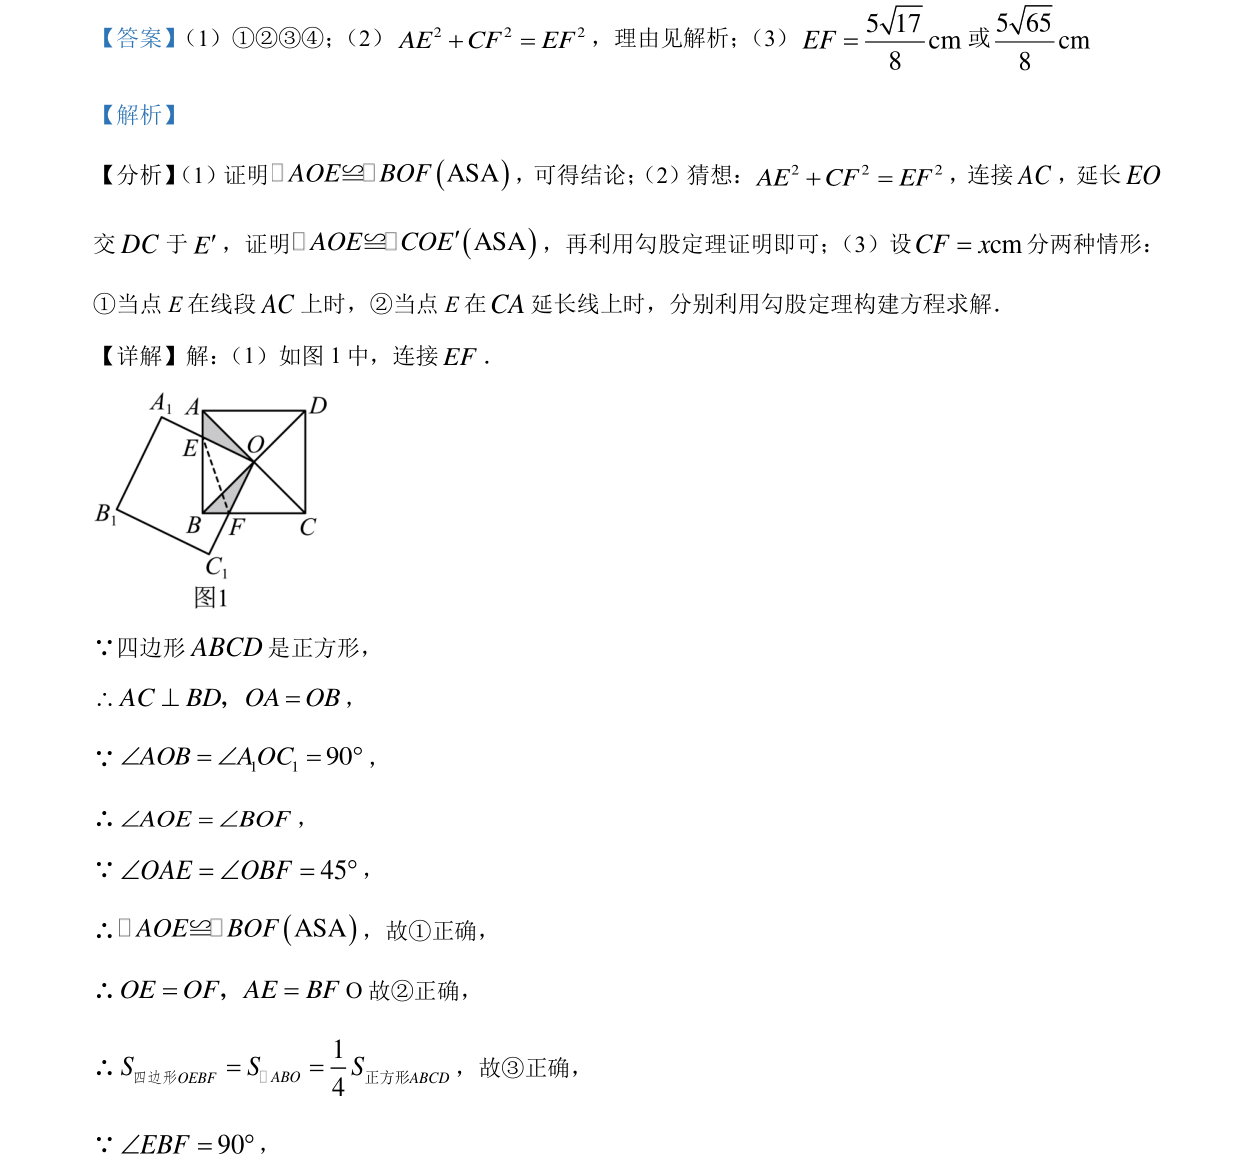 【答案】（1）①②③④；（2）AE²+CF²=EF²，理由见解析；（3）EF=5√17/8 cm或5√65/8 cm
【解析】
【分析】（1）证明□AOE≌□BOF(ASA)，可得结论；（2）猜想：AE²+CF²=EF²，连接AC，延长EO
交DC于E′，证明□AOE≌□COE′(ASA)，再利用勾股定理证明即可；（3）设CF=xcm分两种情形：
①当点E在线段AC上时，②当点E在CA延长线上时，分别利用勾股定理构建方程求解．
【详解】解：（1）如图1中，连接EF．
A₁ A D
E O
B₁ B F C
C₁
图1
∵四边形ABCD是正方形，
∴AC⊥BD，OA=OB，
∵∠AOB=∠A₁OC₁=90°，
∴∠AOE=∠BOF，
∵∠OAE=∠OBF=45°，
∴□AOE≌□BOF(ASA)，故①正确，
∴OE=OF，AE=BF O故②正确，
∴S四边形OEBF=S□ABO=1/4 S正方形ABCD，故③正确，
∵∠EBF=90°，